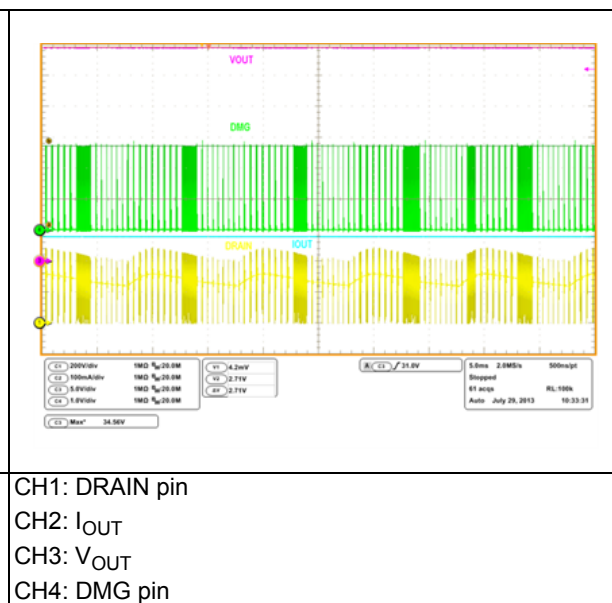 VOUT
DMG
DRAIN IOUT
C1 200V/div 1MΩ BW:20.0M
C2 100mA/div 1MΩ BW:20.0M
C3 5.0V/div 1MΩ BW:20.0M
C4 1.0V/div 1MΩ BW:20.0M
V1 4.2mV
V2 2.71V
ΔV 2.71V
A C3 31.0V
5.0ms 2.0MS/s 500ns/pt
Stopped
61 acqs RL:100k
Auto July 29, 2013 10:33:31
C3 Max* 34.56V
CH1: DRAIN pin
CH2: IOUT
CH3: VOUT
CH4: DMG pin